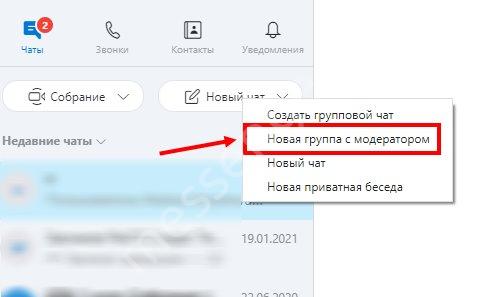 2
Чаты Звонки Контакты Уведомления
Собрание Новый чат
Создать групповой чат
Недавние чаты Новая группа с модератором
Новый чат
Новая приватная беседа
19.01.2021